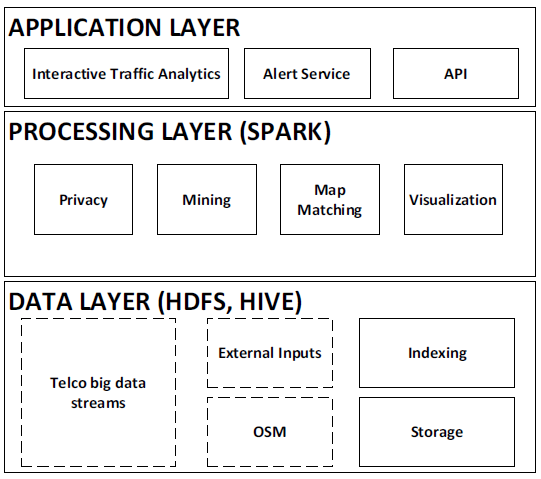 APPLICATION LAYER
Interactive Traffic Analytics
Alert Service
API
PROCESSING LAYER (SPARK)
Privacy
Mining
Map
Matching
Visualization
DATA LAYER (HDFS, HIVE)
Telco big data
streams
External Inputs
Indexing
OSM
Storage